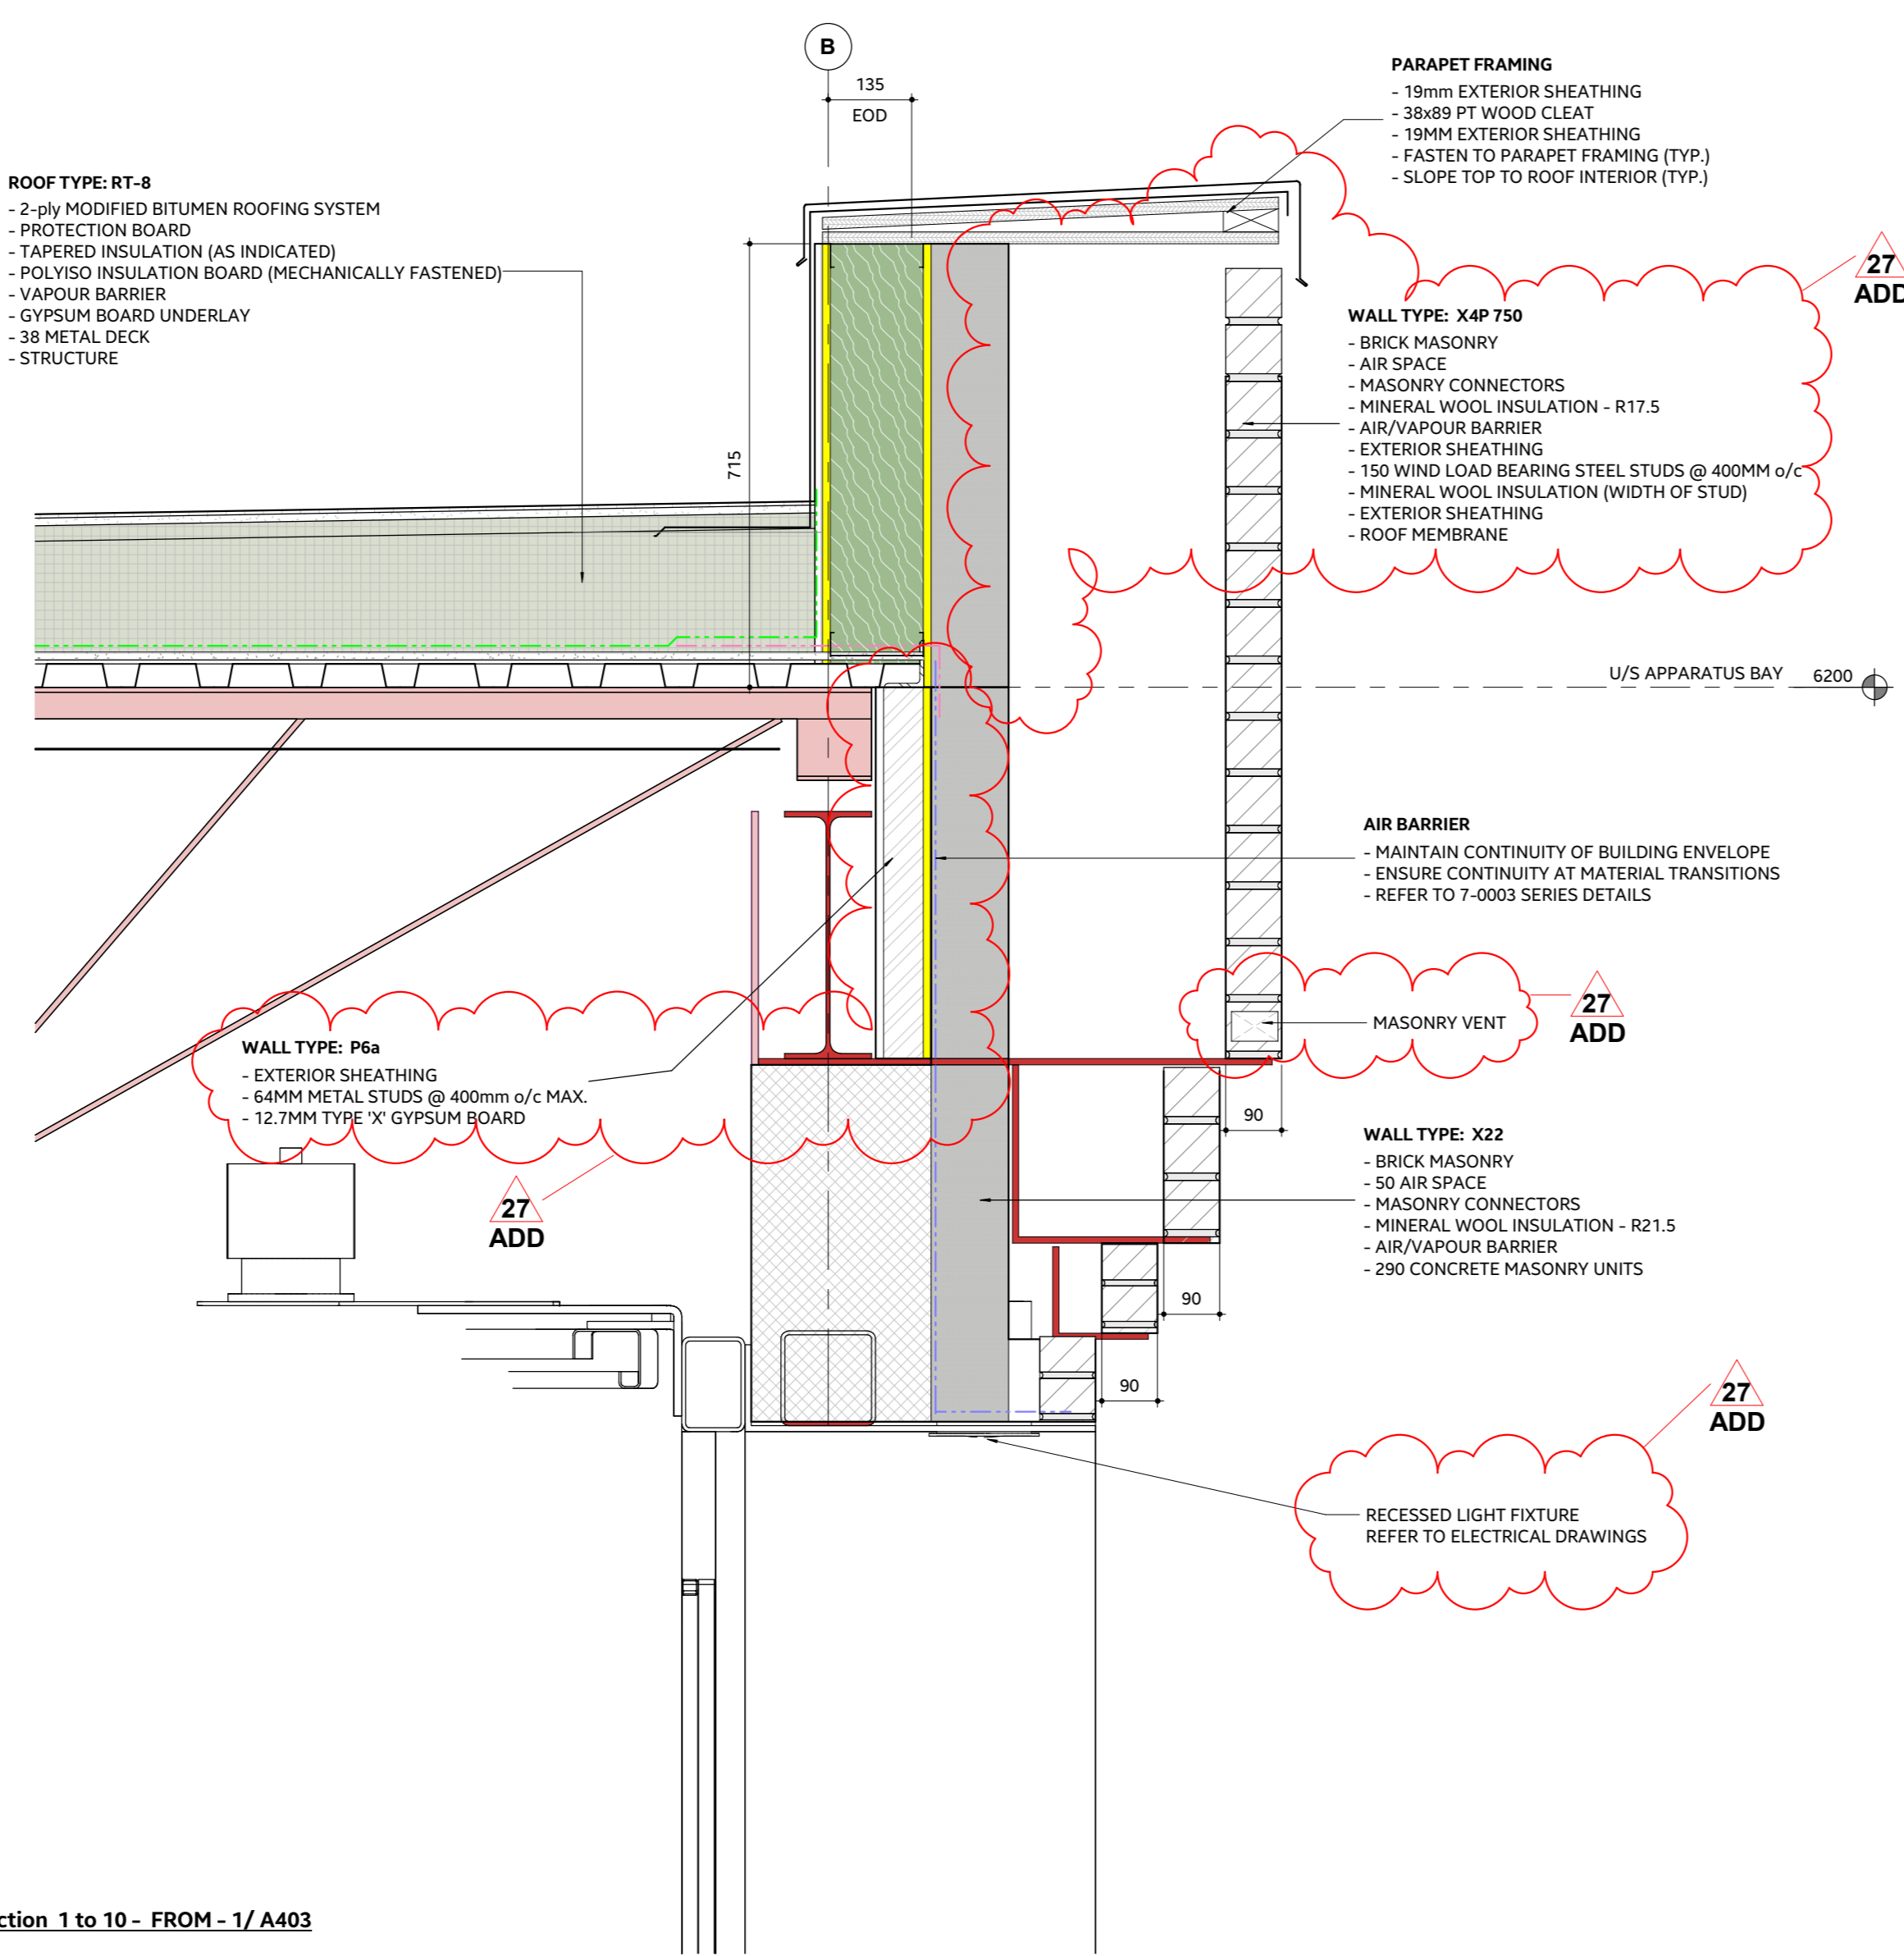 B
135
EOD
PARAPET FRAMING
- 19mm EXTERIOR SHEATHING
- 38x89 PT WOOD CLEAT
- 19MM EXTERIOR SHEATHING
- FASTEN TO PARAPET FRAMING (TYP.)
- SLOPE TOP TO ROOF INTERIOR (TYP.)
ROOF TYPE: RT-8
- 2-ply MODIFIED BITUMEN ROOFING SYSTEM
- PROTECTION BOARD
- TAPERED INSULATION (AS INDICATED)
- POLYISO INSULATION BOARD (MECHANICALLY FASTENED)
- VAPOUR BARRIER
- GYPSUM BOARD UNDERLAY
- 38 METAL DECK
- STRUCTURE
27
ADD
WALL TYPE: X4P 750
- BRICK MASONRY
- AIR SPACE
- MASONRY CONNECTORS
- MINERAL WOOL INSULATION - R17.5
- AIR/VAPOUR BARRIER
- EXTERIOR SHEATHING
- 150 WIND LOAD BEARING STEEL STUDS @ 400MM o/c
- MINERAL WOOL INSULATION (WIDTH OF STUD)
- EXTERIOR SHEATHING
- ROOF MEMBRANE
715
U/S APPARATUS BAY 6200
AIR BARRIER
- MAINTAIN CONTINUITY OF BUILDING ENVELOPE
- ENSURE CONTINUITY AT MATERIAL TRANSITIONS
- REFER TO 7-0003 SERIES DETAILS
27
ADD
MASONRY VENT
WALL TYPE: P6a
- EXTERIOR SHEATHING
- 64MM METAL STUDS @ 400mm o/c MAX.
- 12.7MM TYPE 'X' GYPSUM BOARD
27
ADD
90
WALL TYPE: X22
- BRICK MASONRY
- 50 AIR SPACE
- MASONRY CONNECTORS
- MINERAL WOOL INSULATION - R21.5
- AIR/VAPOUR BARRIER
- 290 CONCRETE MASONRY UNITS
90
90
27
ADD
RECESSED LIGHT FIXTURE
REFER TO ELECTRICAL DRAWINGS
ction 1 to 10 - FROM - 1/ A403